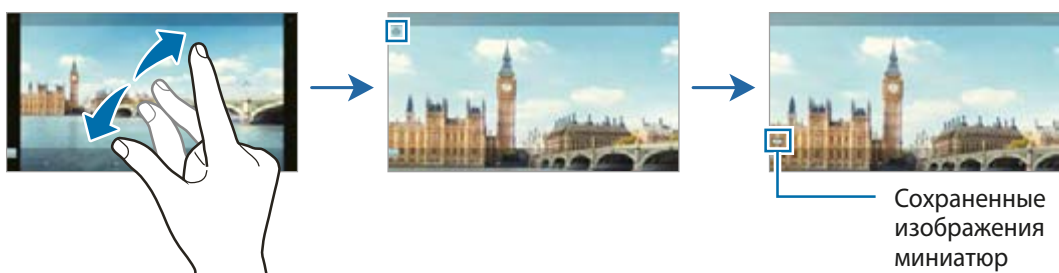 Сохраненные
изображения
миниатюр